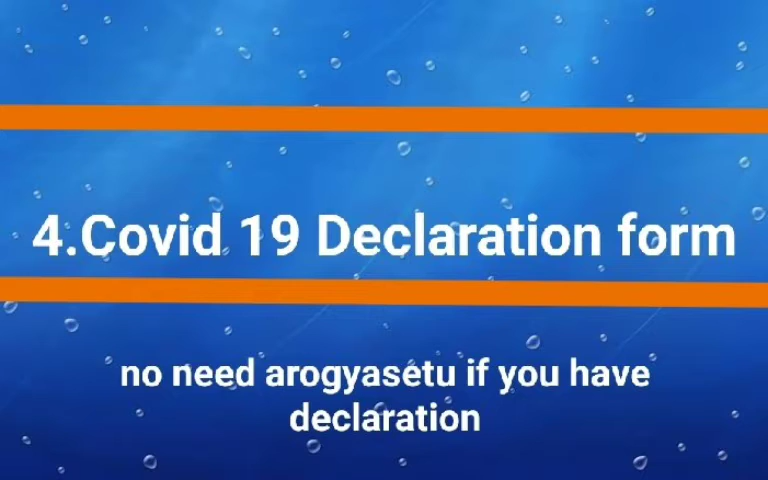 4.Covid 19 Declaration form
no need arogyasetu if you have
declaration